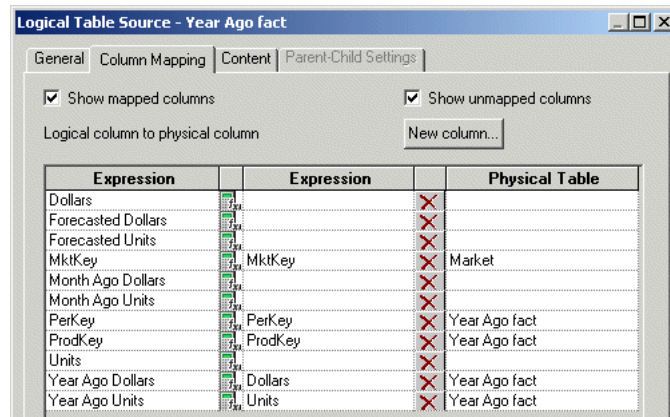 Logical Table Source - Year Ago fact
General Column Mapping Content Parent-Child Settings
Show mapped columns Show unmapped columns
Logical column to physical column New column...
Expression Expression Physical Table
Dollars
Forecasted Dollars
Forecasted Units
MktKey MktKey Market
Month Ago Dollars
Month Ago Units
PerKey PerKey Year Ago fact
ProdKey ProdKey Year Ago fact
Units
Year Ago Dollars Dollars Year Ago fact
Year Ago Units Units Year Ago fact